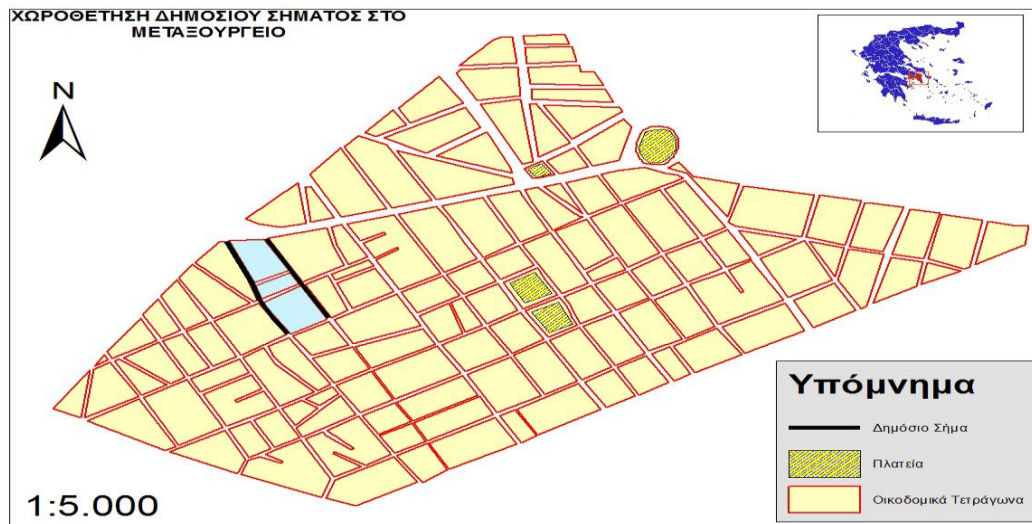 ΧΩΡΟΘΕΤΗΣΗ ΔΗΜΟΣΙΟΥ ΣΗΜΑΤΟΣ ΣΤΟ
ΜΕΤΑΞΟΥΡΓΕΙΟ
N
Υπόμνημα
Δημόσιο Σήμα
Πλατεία
Οικοδομικά Τετράγωνα
1:5.000